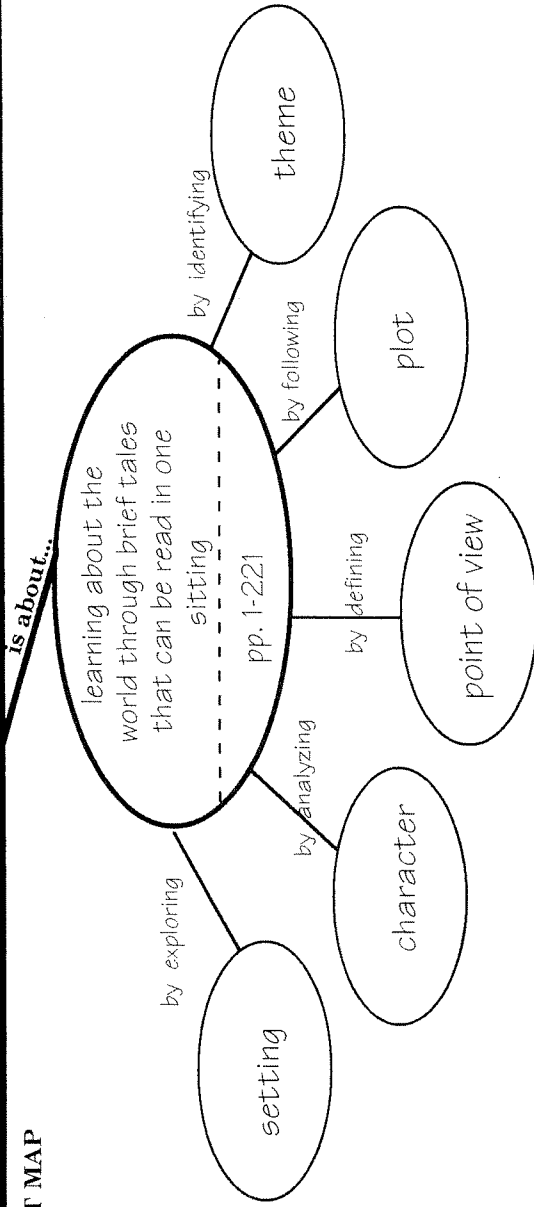 T MAP
is about...
learning about the
world through brief tales
that can be read in one
sitting
pp. 1-221
by exploring
setting
by analyzing
character
by defining
point of view
by following
plot
by identifying
theme